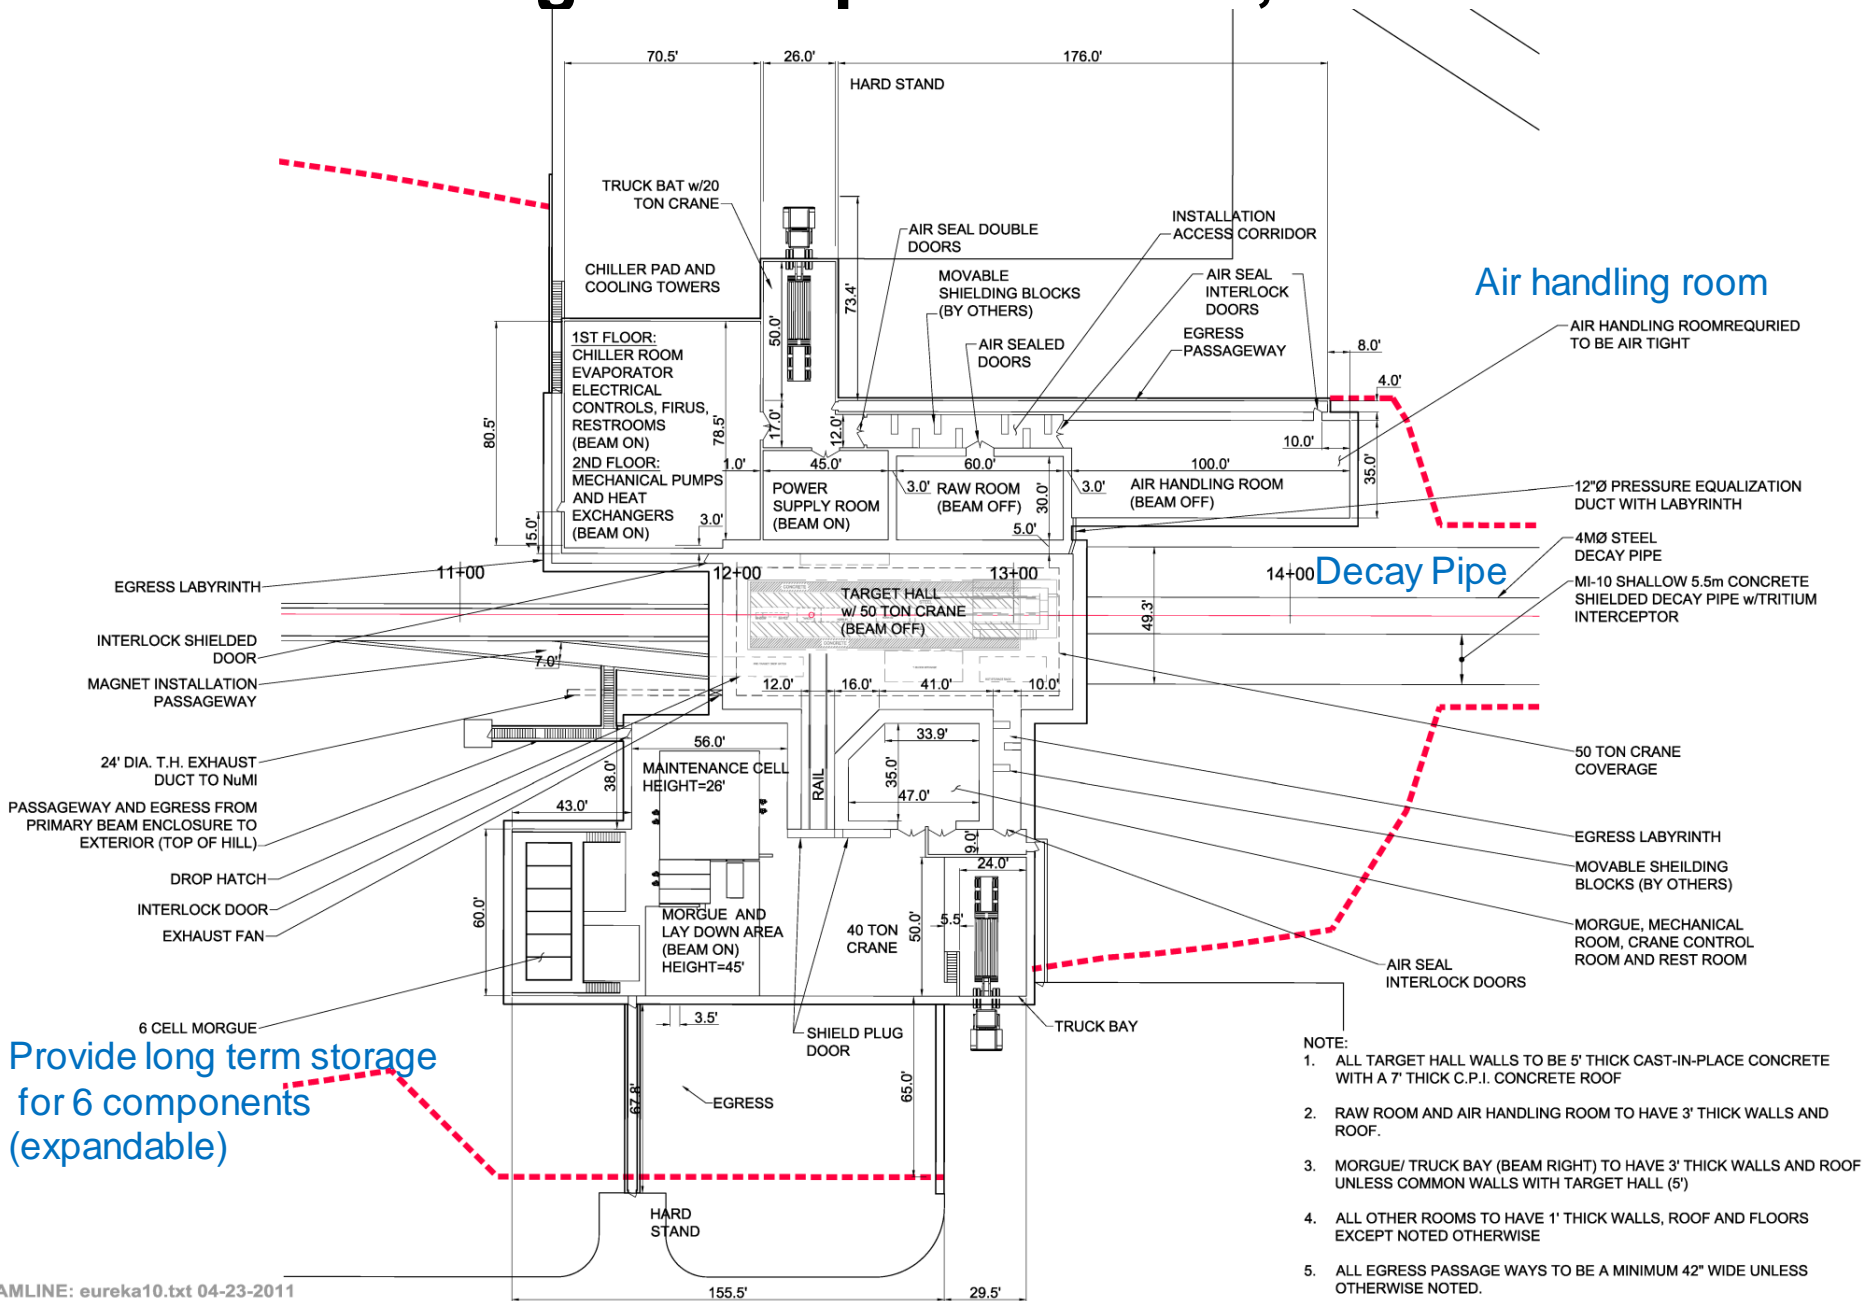 70.5'
26.0'
176.0'
HARD STAND
TRUCK BAT w/20
TON CRANE
73.4'
AIR SEAL DOUBLE
DOORS
INSTALLATION
ACCESS CORRIDOR
CHILLER PAD AND
COOLING TOWERS
50.0'
MOVABLE
SHIELDING BLOCKS
(BY OTHERS)
AIR SEAL
INTERLOCK
DOORS
Air handling room
AIR HANDLING ROOMREQURIED
TO BE AIR TIGHT
EGRESS
PASSAGEWAY
AIR SEALED
DOORS
8.0'
4.0'
80.5'
1ST FLOOR:
CHILLER ROOM
EVAPORATOR
ELECTRICAL
CONTROLS, FIRUS,
RESTROOMS
(BEAM ON)
2ND FLOOR:
MECHANICAL PUMPS
AND HEAT
EXCHANGERS
(BEAM ON)
78.5'
17.0'
12.0'
10.0'
35.0'
1.0'
45.0'
60.0'
100.0'
3.0'
3.0'
3.0'
POWER
SUPPLY ROOM
(BEAM ON)
RAW ROOM
(BEAM OFF)
30.0'
5.0'
AIR HANDLING ROOM
(BEAM OFF)
12"Ø PRESSURE EQUALIZATION
DUCT WITH LABYRINTH
15.0'
4MØ STEEL
DECAY PIPE
EGRESS LABYRINTH
11+00
12+00
13+00
14+00
Decay Pipe
MI-10 SHALLOW 5.5m CONCRETE
SHIELDED DECAY PIPE w/TRITIUM
INTERCEPTOR
CONCRETE
TARGET HALL
w/ 50 TON CRANE
(BEAM OFF)
CONCRETE
49.3'
INTERLOCK SHIELDED
DOOR
7.0'
MAGNET INSTALLATION
PASSAGEWAY
12.0'
16.0'
41.0'
10.0'
24' DIA. T.H. EXHAUST
DUCT TO NuMI
56.0'
38.0'
MAINTENANCE CELL
HEIGHT=26'
RAIL
33.9'
35.0'
47.0'
50 TON CRANE
COVERAGE
PASSAGEWAY AND EGRESS FROM
PRIMARY BEAM ENCLOSURE TO
EXTERIOR (TOP OF HILL)
43.0'
9.0'
24.0'
EGRESS LABYRINTH
MOVABLE SHEILDING
BLOCKS (BY OTHERS)
DROP HATCH
INTERLOCK DOOR
EXHAUST FAN
60.0'
MORGUE AND
LAY DOWN AREA
(BEAM ON)
HEIGHT=45'
40 TON
CRANE
50.0'
5.5'
MORGUE, MECHANICAL
ROOM, CRANE CONTROL
ROOM AND REST ROOM
AIR SEAL
INTERLOCK DOORS
6 CELL MORGUE
3.5'
SHIELD PLUG
DOOR
TRUCK BAY
Provide long term storage
for 6 components
(expandable)
67.8'
EGRESS
65.0'
HARD
STAND
155.5'
29.5'
NOTE:
1. ALL TARGET HALL WALLS TO BE 5' THICK CAST-IN-PLACE CONCRETE
WITH A 7' THICK C.P.I. CONCRETE ROOF
2. RAW ROOM AND AIR HANDLING ROOM TO HAVE 3' THICK WALLS AND
ROOF.
3. MORGUE/ TRUCK BAY (BEAM RIGHT) TO HAVE 3' THICK WALLS AND ROOF
UNLESS COMMON WALLS WITH TARGET HALL (5')
4. ALL OTHER ROOMS TO HAVE 1' THICK WALLS, ROOF AND FLOORS
EXCEPT NOTED OTHERWISE
5. ALL EGRESS PASSAGE WAYS TO BE A MINIMUM 42" WIDE UNLESS
OTHERWISE NOTED.
AMLINE: eureka10.txt 04-23-2011